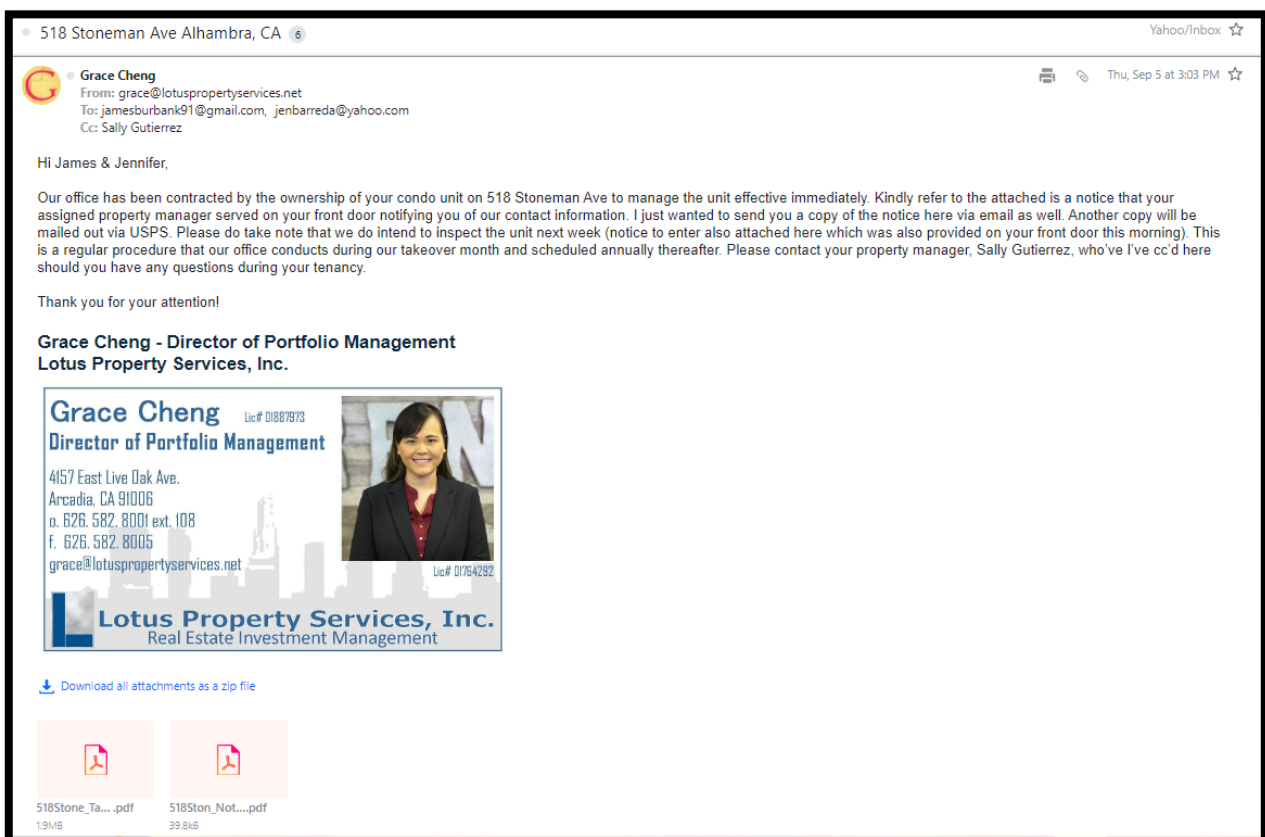 518 Stoneman Ave Alhambra, CA 6
Yahoo/Inbox
Grace Cheng
Thu, Sep 5 at 3:03 PM
From: grace@lotuspropertyservices.net
To: jamesburbank91@gmail.com, jenbarreda@yahoo.com
Cc: Sally Gutierrez
Hi James & Jennifer,
Our office has been contracted by the ownership of your condo unit on 518 Stoneman Ave to manage the unit effective immediately. Kindly refer to the attached is a notice that your
assigned property manager served on your front door notifying you of our contact information. I just wanted to send you a copy of the notice here via email as well. Another copy will be
mailed out via USPS. Please do take note that we do intend to inspect the unit next week (notice to enter also attached here which was also provided on your front door this morning). This
is a regular procedure that our office conducts during our takeover month and scheduled annually thereafter. Please contact your property manager, Sally Gutierrez, who've I've cc'd here
should you have any questions during your tenancy.
Thank you for your attention!
Grace Cheng - Director of Portfolio Management
Lotus Property Services, Inc.
Grace Cheng Lic# 01887973
Director of Portfolio Management
4157 East Live Oak Ave.
Arcadia, CA 91006
o. 626. 582. 8001 ext. 108
f. 626. 582. 8005
grace@lotuspropertyservices.net
Lic# 01764292
Lotus Property Services, Inc.
Real Estate Investment Management
Download all attachments as a zip file
518Stone_Ta... .pdf
1.9MB
518Ston_Not....pdf
39.8kB